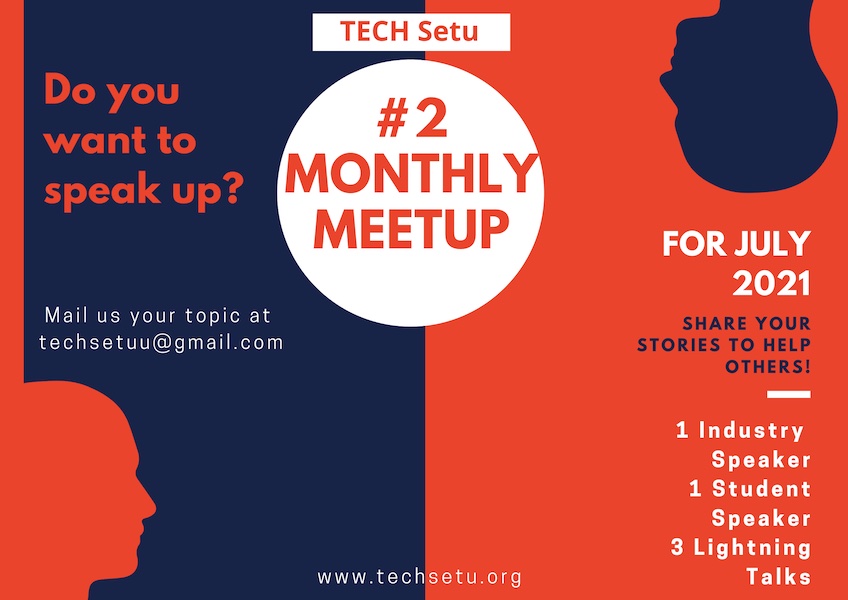 TECH Setu
Do you
want to
speak up?
#2
MONTHLY
MEETUP
Mail us your topic at
techsetuu@gmail.com
FOR JULY
2021
SHARE YOUR
STORIES TO HELP
OTHERS!
1 Industry
Speaker
1 Student
Speaker
3 Lightning
Talks
www.techsetu.org